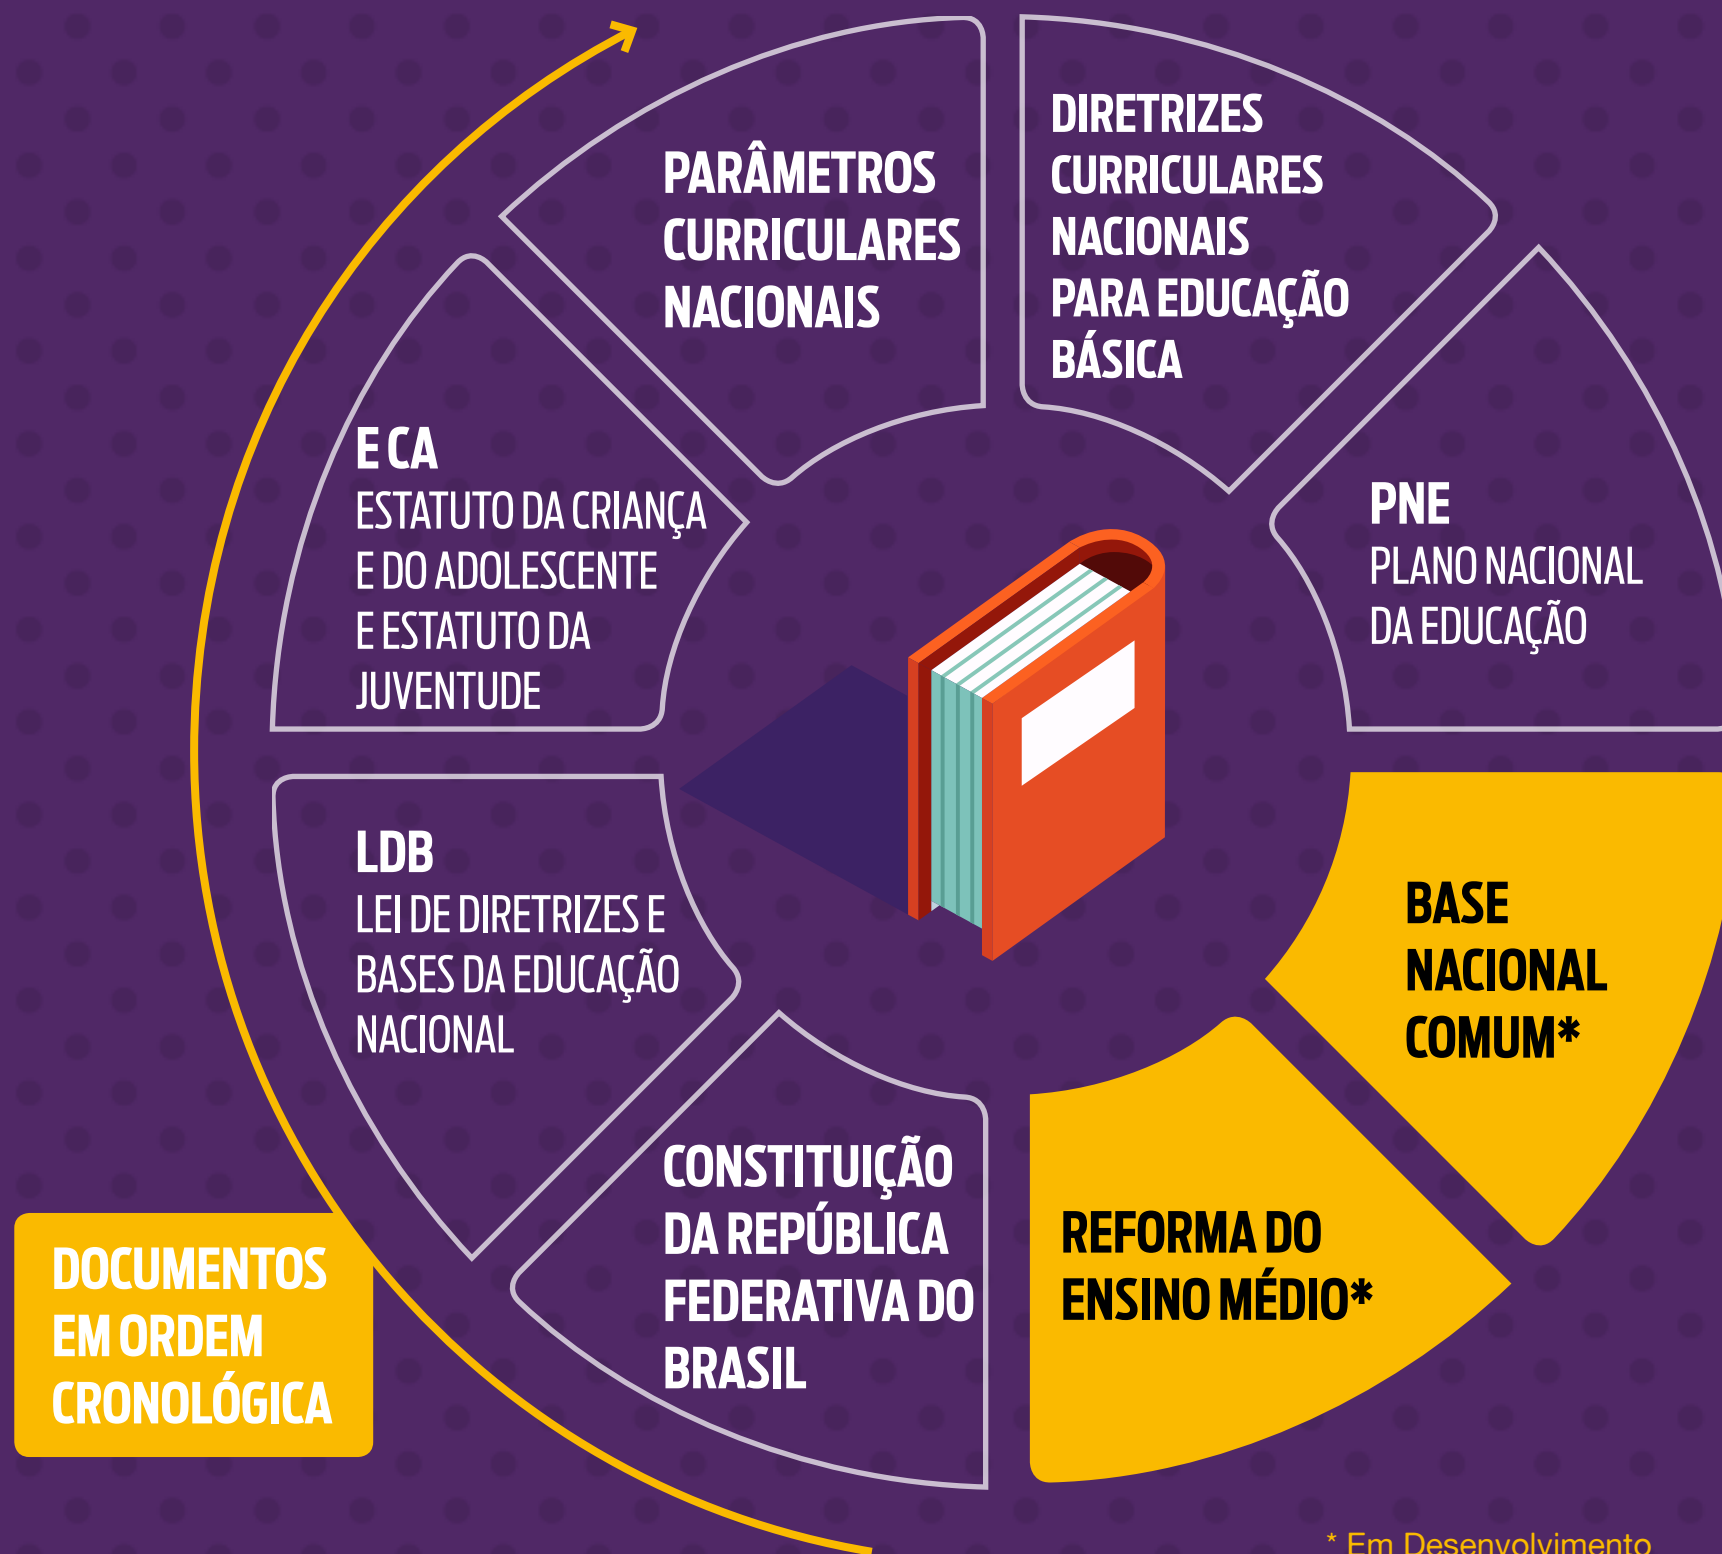 PARÂMETROS
CURRICULARES
NACIONAIS
DIRETRIZES
CURRICULARES
NACIONAIS
PARA EDUCAÇÃO
BÁSICA
E CA
ESTATUTO DA CRIANÇA
E DO ADOLESCENTE
E ESTATUTO DA
JUVENTUDE
PNE
PLANO NACIONAL
DA EDUCAÇÃO
LDB
LEI DE DIRETRIZES E
BASES DA EDUCAÇÃO
NACIONAL
BASE
NACIONAL
COMUM*
CONSTITUIÇÃO
DA REPÚBLICA
FEDERATIVA DO
BRASIL
REFORMA DO
ENSINO MÉDIO*
DOCUMENTOS
EM ORDEM
CRONOLÓGICA
* Em Desenvolvimento